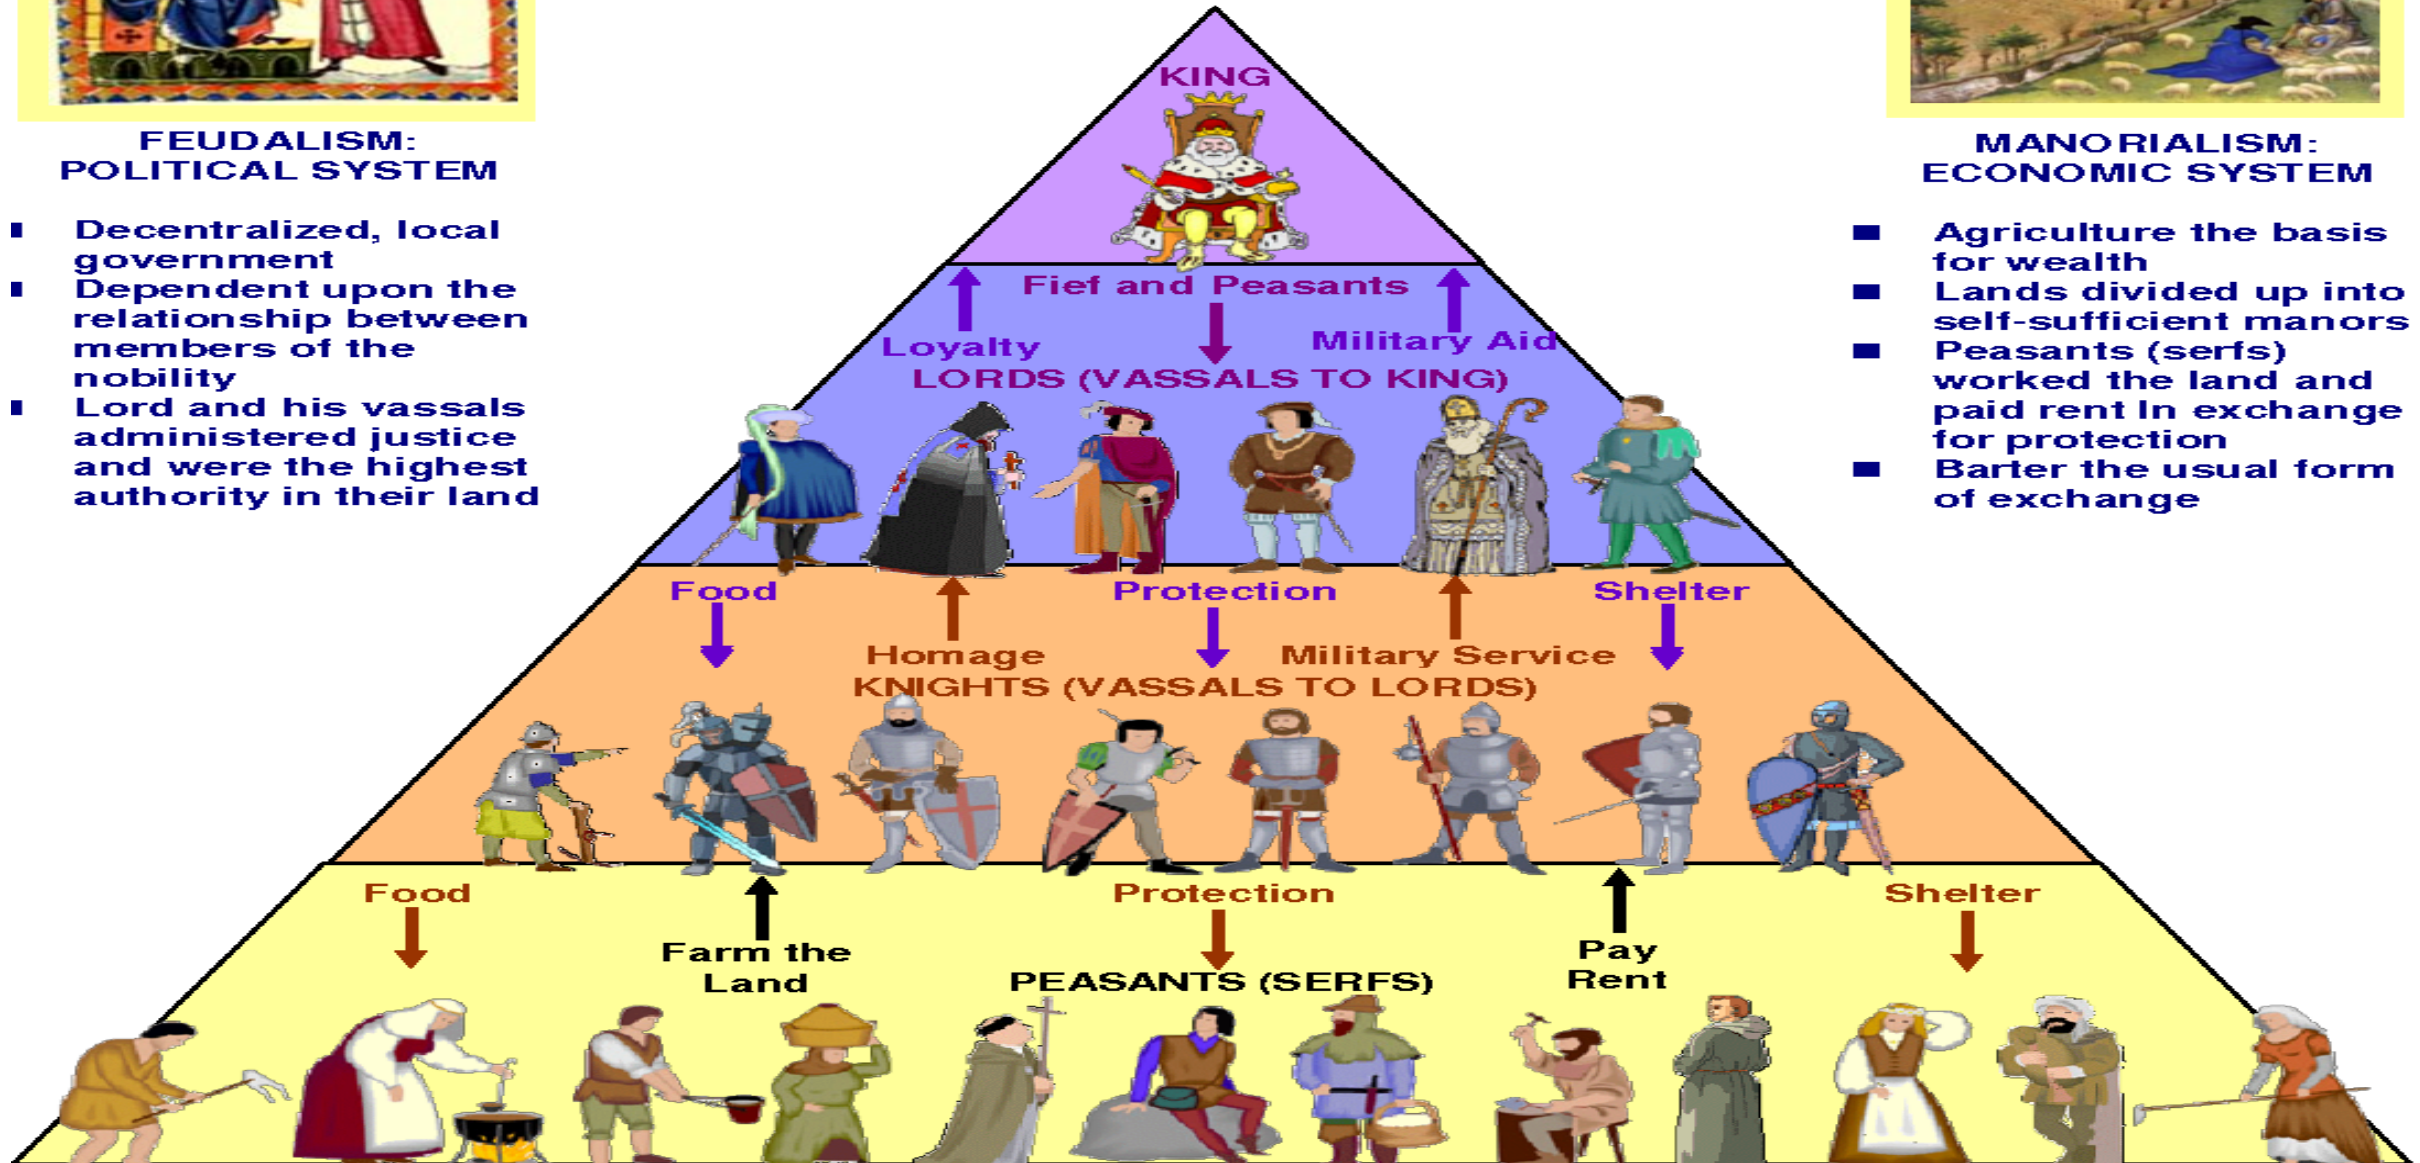 FEUDALISM:
POLITICAL SYSTEM
Decentralized, local
government
Dependent upon the
relationship between
members of the
nobility
Lord and his vassals
administered justice
and were the highest
authority in their land
KING
Fief and Peasants
Loyalty
Military Aid
LORDS (VASSALS TO KING)
Food
Protection
Shelter
Homage
Military Service
KNIGHTS (VASSALS TO LORDS)
Food
Protection
Shelter
Farm the
Land
Pay
Rent
PEASANTS (SERFS)
MANORIALISM:
ECONOMIC SYSTEM
Agriculture the basis
for wealth
Lands divided up into
self-sufficient manors
Peasants (serfs)
worked the land and
paid rent In exchange
for protection
Barter the usual form
of exchange